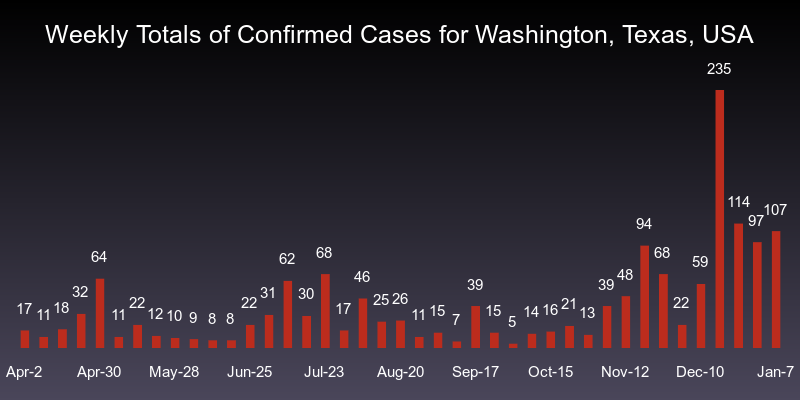 Weekly Totals of Confirmed Cases for Washington, Texas, USA
17 11 18 32 64 11 22 12 10 9 8 8 22 31 62 30 68 17 46 25 26 11 15 7 39 15 5 14 16 21 13 39 48 94 68 22 59 235 114 97 107
Apr-2 Apr-30 May-28 Jun-25 Jul-23 Aug-20 Sep-17 Oct-15 Nov-12 Dec-10 Jan-7